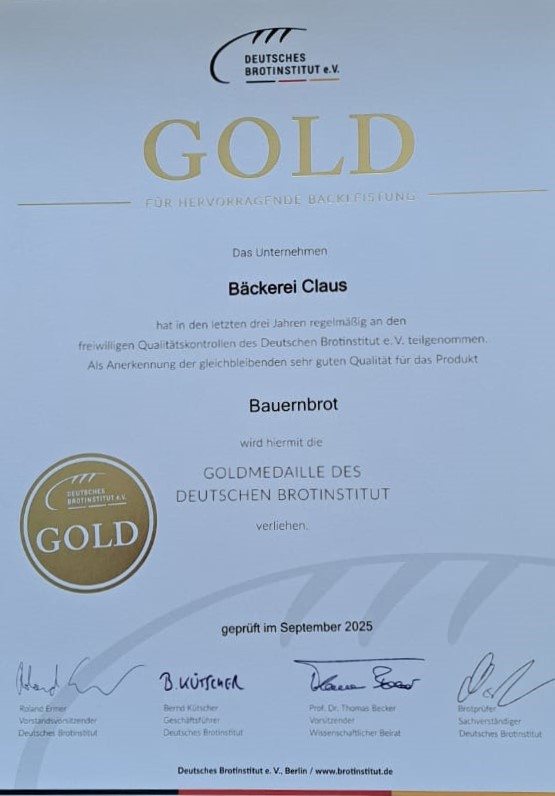 DEUTSCHES
BROTINSTITUT e.V.
GOLD
FÜR HERVORRAGENDE BACKLEISTUNG
Das Unternehmen
Bäckerei Claus
hat in den letzten drei Jahren regelmäßig an den
freiwilligen Qualitätskontrollen des Deutschen Brotinstitut e. V. teilgenommen.
Als Anerkennung der gleichbleibenden sehr guten Qualität für das Produkt
Bauernbrot
wird hiermit die
GOLDMEDAILLE DES
DEUTSCHEN BROTINSTITUT
verliehen.
DEUTSCHES
BROTINSTITUT e.V.
GOLD
geprüft im September 2025
B. KÜTSCHER
Roland Ermer
Vorstandsvorsitzender
Deutsches Brotinstitut
Bernd Kütscher
Geschäftsführer
Deutsches Brotinstitut
Prof. Dr. Thomas Becker
Vorsitzender
Wissenschaftlicher Beirat
Brotprüfer
Sachverständiger
Deutsches Brotinstitut
Deutsches Brotinstitut e. V., Berlin / www.brotinstitut.de